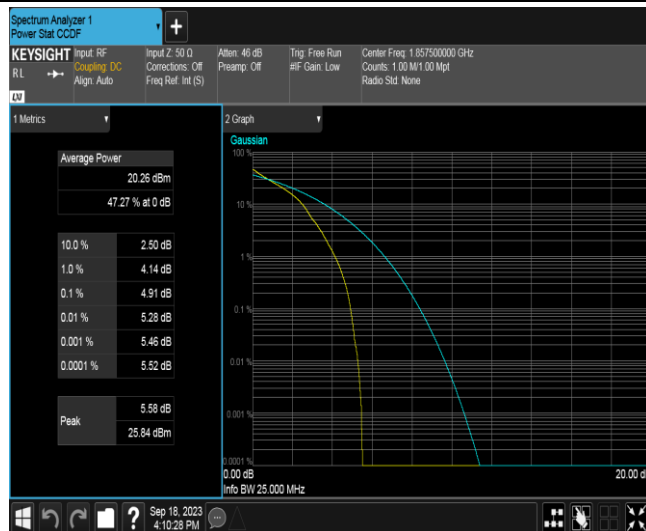 Spectrum Analyzer 1
Power Stat CCDF
KEYSIGHT
RL
LXI
Input: RF
Coupling: DC
Align: Auto
Input Z: 50 Ω
Corrections: Off
Freq Ref: Int (S)
Atten: 46 dB
Preamp: Off
Trig: Free Run
#IF Gain: Low
Center Freq: 1.857500000 GHz
Counts: 1.00 M/1.00 Mpt
Radio Std: None
1 Metrics
Average Power
20.26 dBm
47.27 % at 0 dB
10.0 % 2.50 dB
1.0 % 4.14 dB
0.1 % 4.91 dB
0.01 % 5.28 dB
0.001 % 5.46 dB
0.0001 % 5.52 dB
Peak 5.58 dB
25.84 dBm
2 Graph
Gaussian
100 %
10 %
1 %
0.1 %
0.01 %
0.001 %
0.0001 %
0.00 dB
20.00 d
Info BW 25.000 MHz
?
Sep 18, 2023
4:10:28 PM